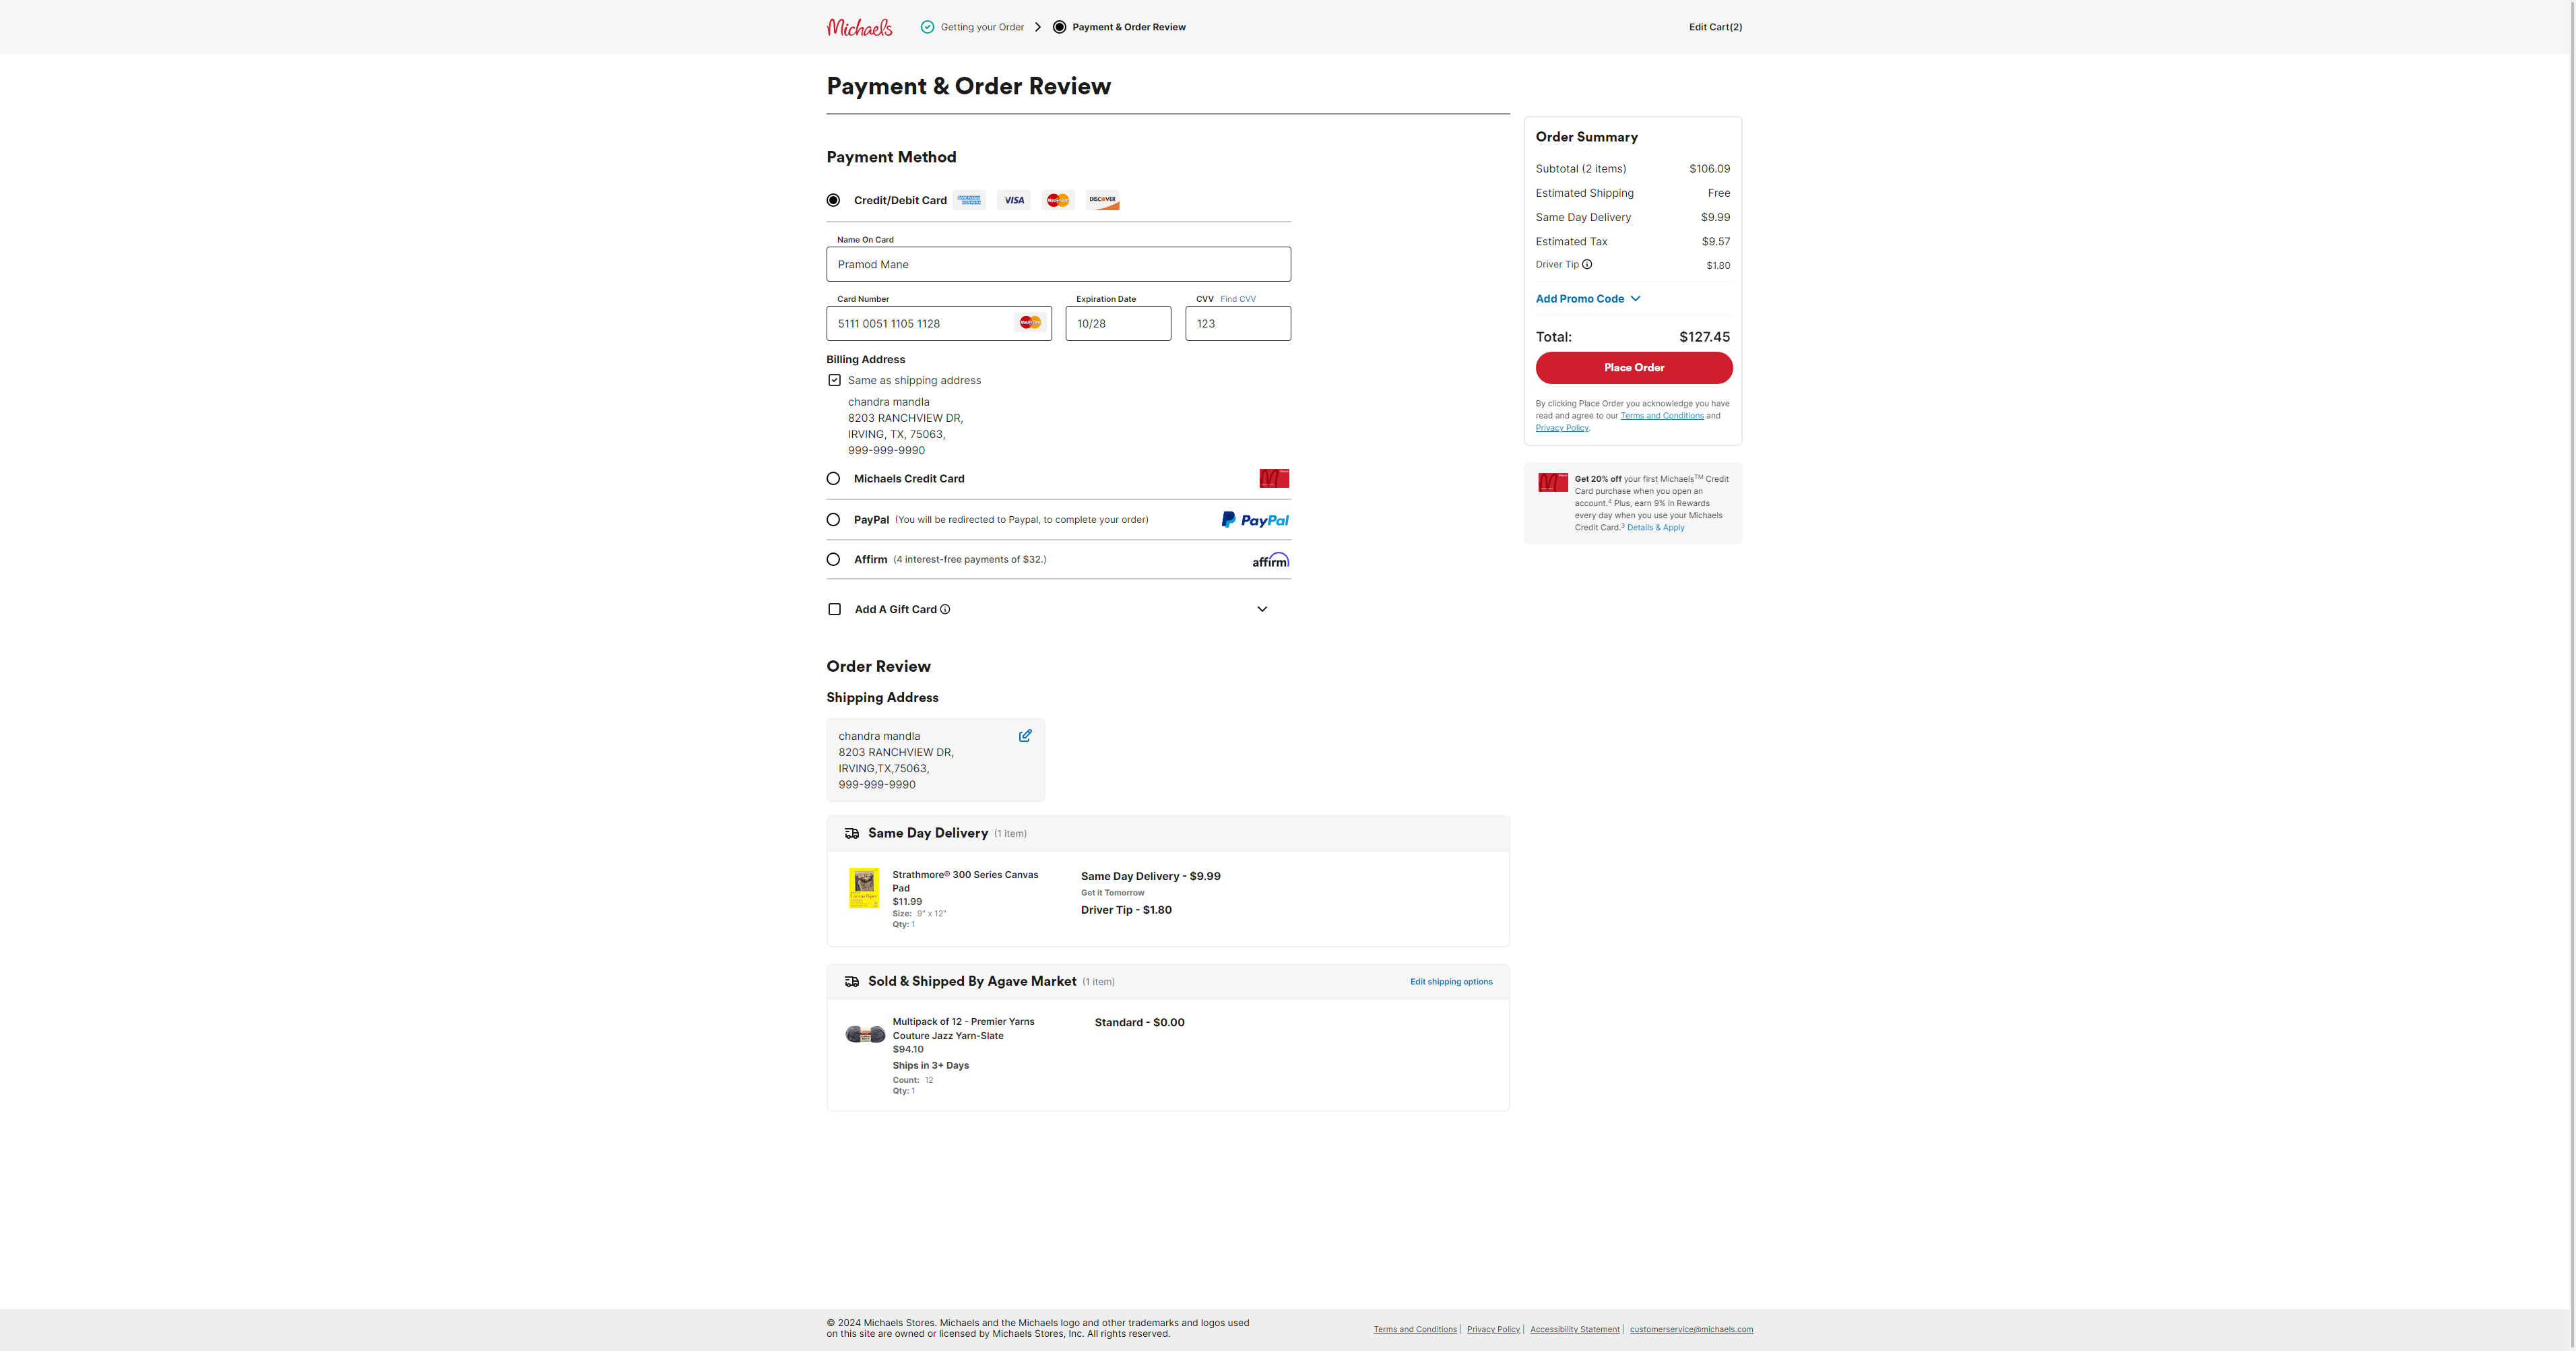 Michaels
Getting your Order
Payment & Order Review
Edit Cart(2)
Payment & Order Review
Payment Method
Credit/Debit Card
VISA
MasterCard
DISCOVER
Name On Card
Pramod Mane
Card Number
Expiration Date
CVV Find CVV
5111 0051 1105 1128
10/28
123
Billing Address
Same as shipping address
chandra mandla
8203 RANCHVIEW DR,
IRVING, TX, 75063,
999-999-9990
Michaels Credit Card
PayPal (You will be redirected to Paypal, to complete your order)
PayPal
Affirm (4 interest-free payments of $32.)
affirm
Add A Gift Card
Order Review
Shipping Address
chandra mandla
8203 RANCHVIEW DR,
IRVING,TX,75063,
999-999-9990
Same Day Delivery (1 item)
Strathmore® 300 Series Canvas
Pad
$11.99
Size: 9" x 12"
Qty: 1
Same Day Delivery - $9.99
Get it Tomorrow
Driver Tip - $1.80
Sold & Shipped By Agave Market (1 item)
Edit shipping options
Multipack of 12 - Premier Yarns
Couture Jazz Yarn-Slate
$94.10
Ships in 3+ Days
Count: 12
Qty: 1
Standard - $0.00
Order Summary
Subtotal (2 items) $106.09
Estimated Shipping Free
Same Day Delivery $9.99
Estimated Tax $9.57
Driver Tip $1.80
Add Promo Code
Total: $127.45
Place Order
By clicking Place Order you acknowledge you have
read and agree to our Terms and Conditions and
Privacy Policy.
Get 20% off your first Michaels™ Credit
Card purchase when you open an
account.⁴ Plus, earn 9% in Rewards
every day when you use your Michaels
Credit Card.³ Details & Apply
© 2024 Michaels Stores. Michaels and the Michaels logo and other trademarks and logos used
on this site are owned or licensed by Michaels Stores, Inc. All rights reserved.
Terms and Conditions | Privacy Policy | Accessibility Statement | customerservice@michaels.com